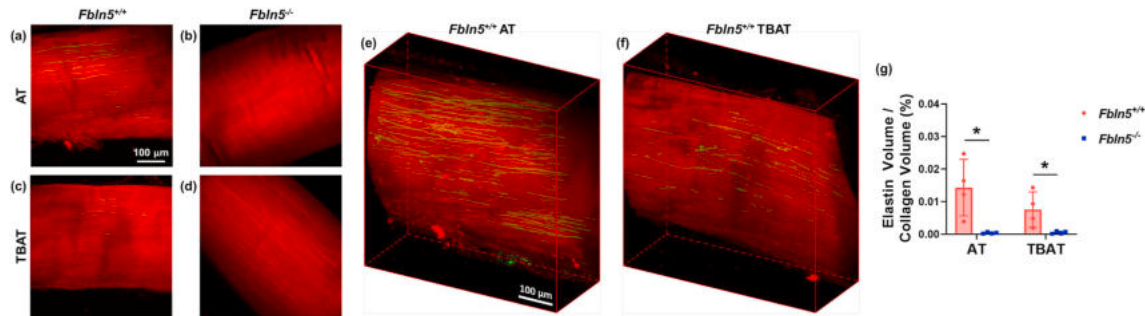 Fbln5+/+
Fbln5-/-
(a)
(b)
AT
100 μm
(c)
(d)
TBAT
Fbln5+/+ AT
(e)
100 μm
Fbln5+/+ TBAT
(f)
(g)
Elastin Volume /
Collagen Volume (%)
0.04
0.03
0.02
0.01
0.00
*
*
AT
TBAT
Fbln5+/+
Fbln5-/-